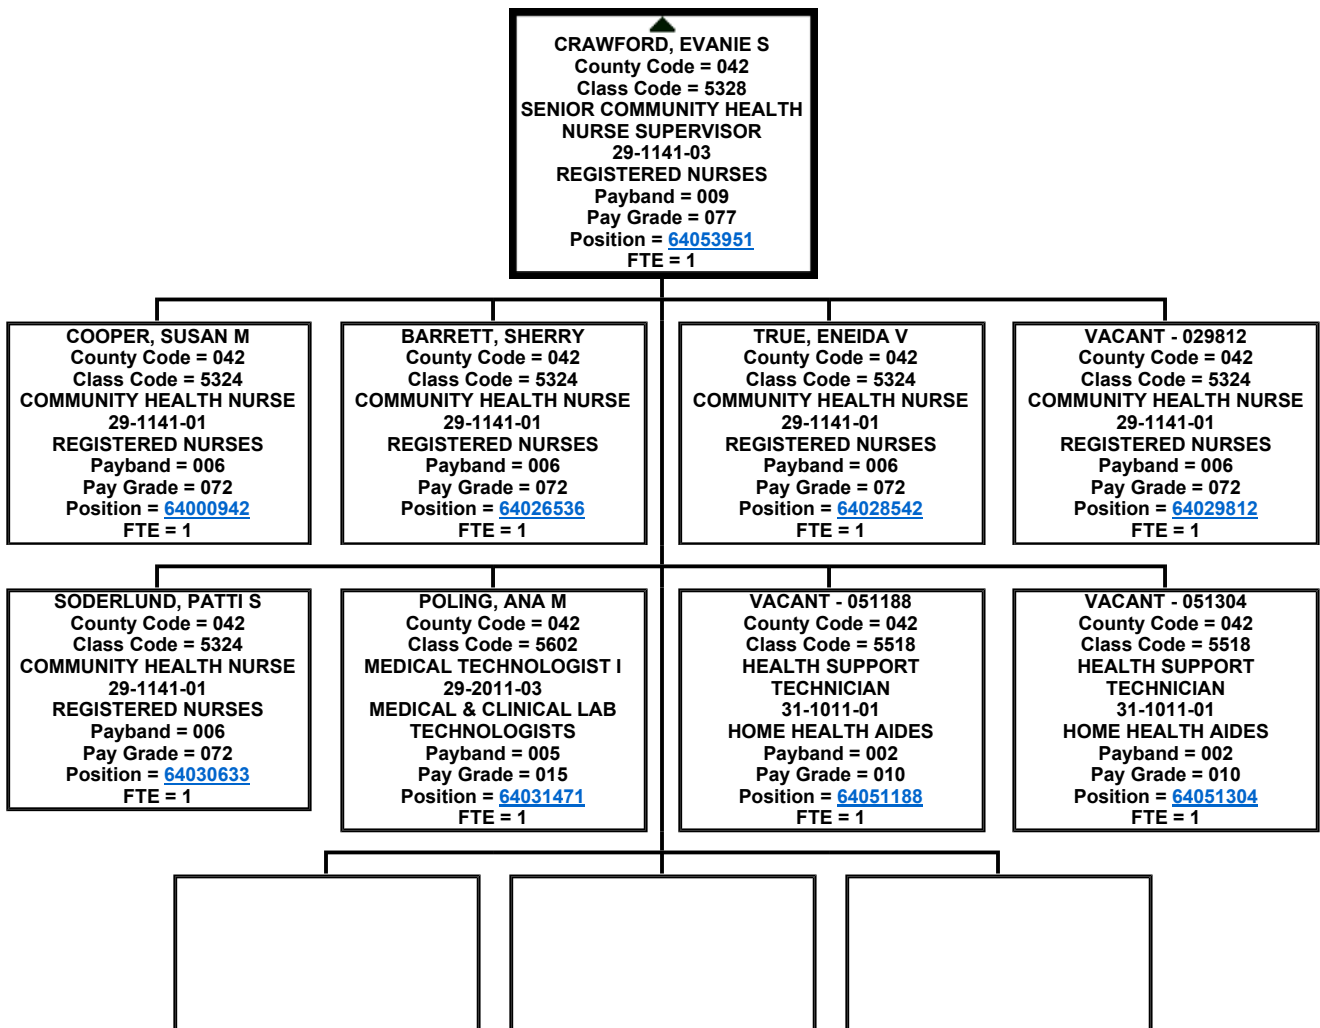 CRAWFORD, EVANIE S
County Code = 042
Class Code = 5328
SENIOR COMMUNITY HEALTH
NURSE SUPERVISOR
29-1141-03
REGISTERED NURSES
Payband = 009
Pay Grade = 077
Position = 64053951
FTE = 1
COOPER, SUSAN M
County Code = 042
Class Code = 5324
COMMUNITY HEALTH NURSE
29-1141-01
REGISTERED NURSES
Payband = 006
Pay Grade = 072
Position = 64000942
FTE = 1
BARRETT, SHERRY
County Code = 042
Class Code = 5324
COMMUNITY HEALTH NURSE
29-1141-01
REGISTERED NURSES
Payband = 006
Pay Grade = 072
Position = 64026536
FTE = 1
TRUE, ENEIDA V
County Code = 042
Class Code = 5324
COMMUNITY HEALTH NURSE
29-1141-01
REGISTERED NURSES
Payband = 006
Pay Grade = 072
Position = 64028542
FTE = 1
VACANT - 029812
County Code = 042
Class Code = 5324
COMMUNITY HEALTH NURSE
29-1141-01
REGISTERED NURSES
Payband = 006
Pay Grade = 072
Position = 64029812
FTE = 1
SODERLUND, PATTI S
County Code = 042
Class Code = 5324
COMMUNITY HEALTH NURSE
29-1141-01
REGISTERED NURSES
Payband = 006
Pay Grade = 072
Position = 64030633
FTE = 1
POLING, ANA M
County Code = 042
Class Code = 5602
MEDICAL TECHNOLOGIST I
29-2011-03
MEDICAL & CLINICAL LAB
TECHNOLOGISTS
Payband = 005
Pay Grade = 015
Position = 64031471
FTE = 1
VACANT - 051188
County Code = 042
Class Code = 5518
HEALTH SUPPORT
TECHNICIAN
31-1011-01
HOME HEALTH AIDES
Payband = 002
Pay Grade = 010
Position = 64051188
FTE = 1
VACANT - 051304
County Code = 042
Class Code = 5518
HEALTH SUPPORT
TECHNICIAN
31-1011-01
HOME HEALTH AIDES
Payband = 002
Pay Grade = 010
Position = 64051304
FTE = 1